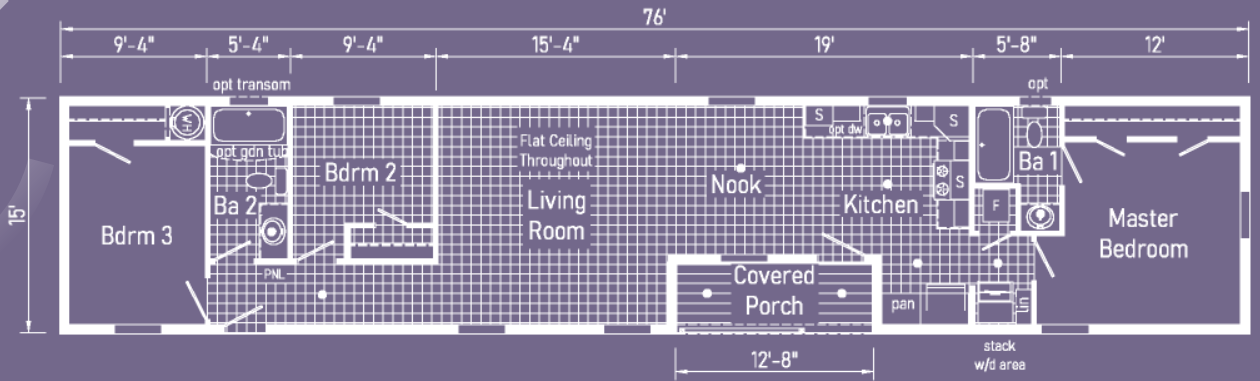 76'
9'-4"
5'-4"
9'-4"
15'-4"
19'
5'-8"
12'
opt transom
opt
WH
S
S
opt dw
opt gdn tub
Flat Ceiling
Throughout
Bdrm 2
Ba 1
Nook
S
Living
Room
Kitchen
F
Ba 2
15'
Bdrm 3
Master
Bedroom
PNL
Covered
Porch
pan
lin
stack
w/d area
12'-8"